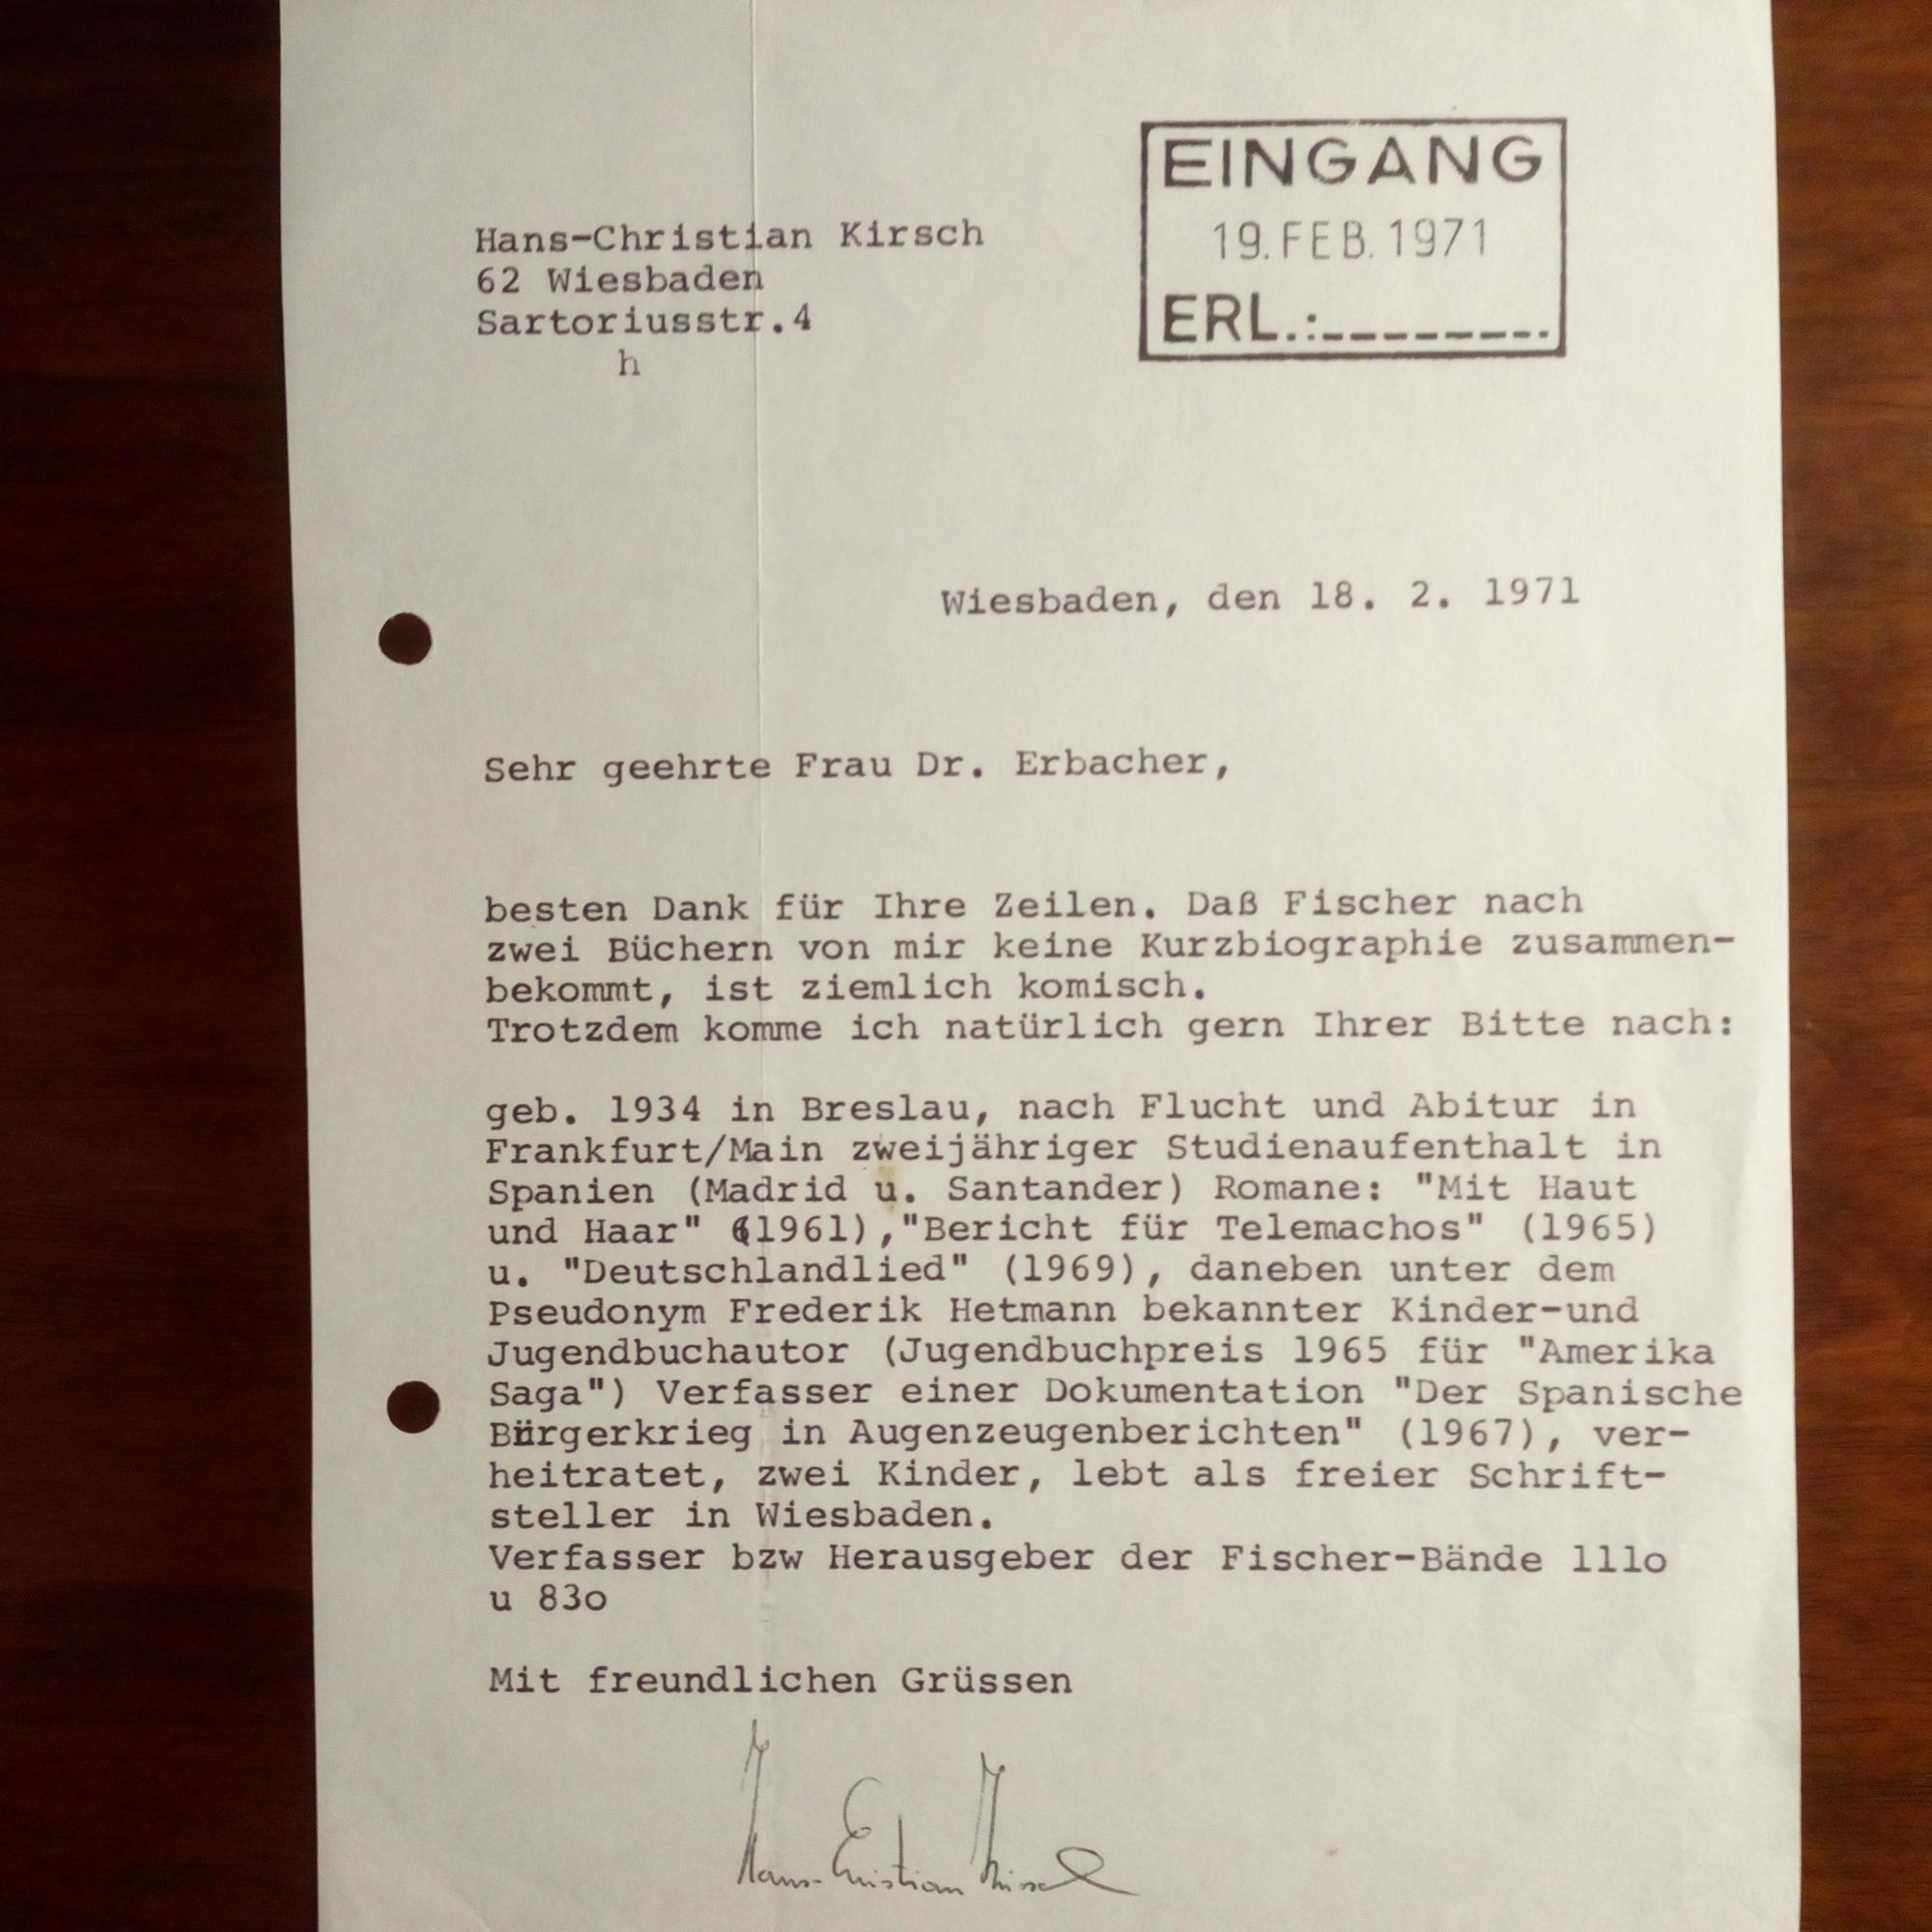 EINGANG
19. FEB. 1971
ERL.:
Hans-Christian Kirsch
62 Wiesbaden
Sartoriusstr.4
h
Wiesbaden, den 18. 2. 1971
Sehr geehrte Frau Dr. Erbacher,
besten Dank für Ihre Zeilen. Daß Fischer nach
zwei Büchern von mir keine Kurzbiographie zusammen-
bekommt, ist ziemlich komisch.
Trotzdem komme ich natürlich gern Ihrer Bitte nach:
geb. 1934 in Breslau, nach Flucht und Abitur in
Frankfurt/Main zweijähriger Studienaufenthalt in
Spanien (Madrid u. Santander) Romane: "Mit Haut
und Haar" (1961),"Bericht für Telemachos" (1965)
u. "Deutschlandlied" (1969), daneben unter dem
Pseudonym Frederik Hetmann bekannter Kinder-und
Jugendbuchautor (Jugendbuchpreis 1965 für "Amerika
Saga") Verfasser einer Dokumentation "Der Spanische
Bürgerkrieg in Augenzeugenberichten" (1967), ver-
heitratet, zwei Kinder, lebt als freier Schrift-
steller in Wiesbaden.
Verfasser bzw Herausgeber der Fischer-Bände 111o
u 83o
Mit freundlichen Grüssen
Hans-Christian Kirsch